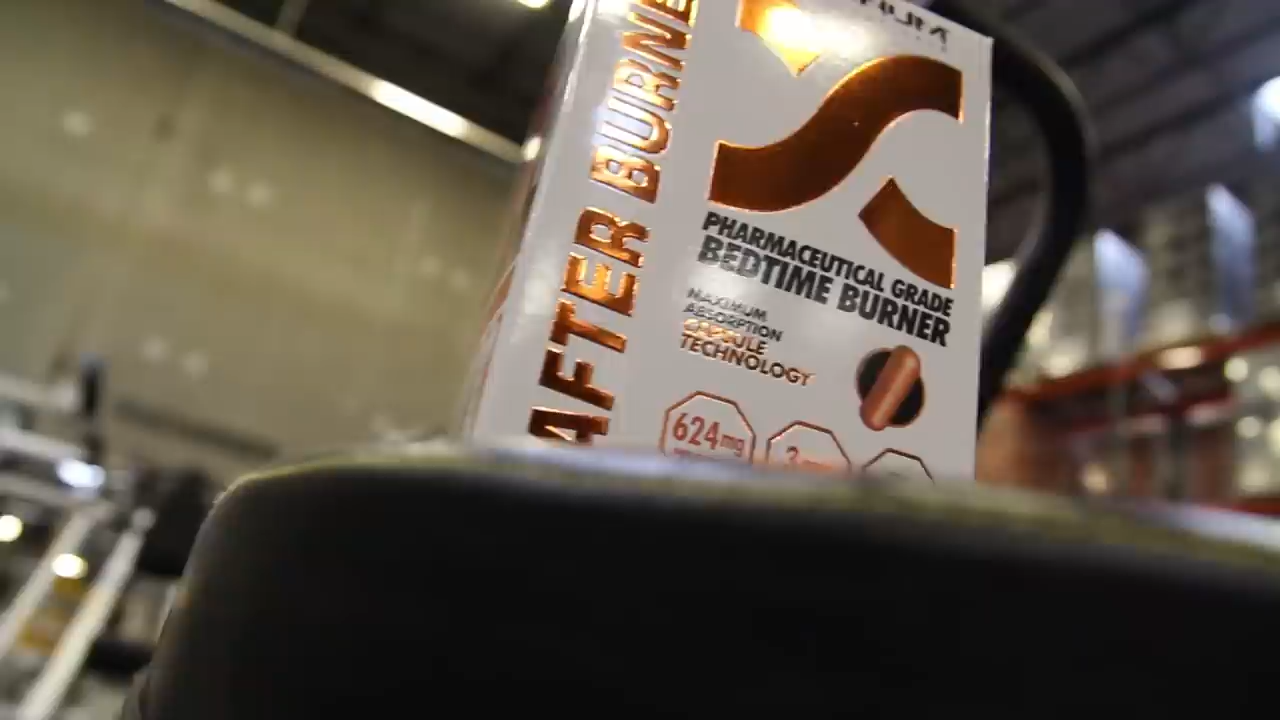 AFTER BURNE
PHARMACEUTICAL GRADE
BEDTIME BURNER
MAXIMUM
ABSORPTION
CAPSULE
TECHNOLOGY
624mg